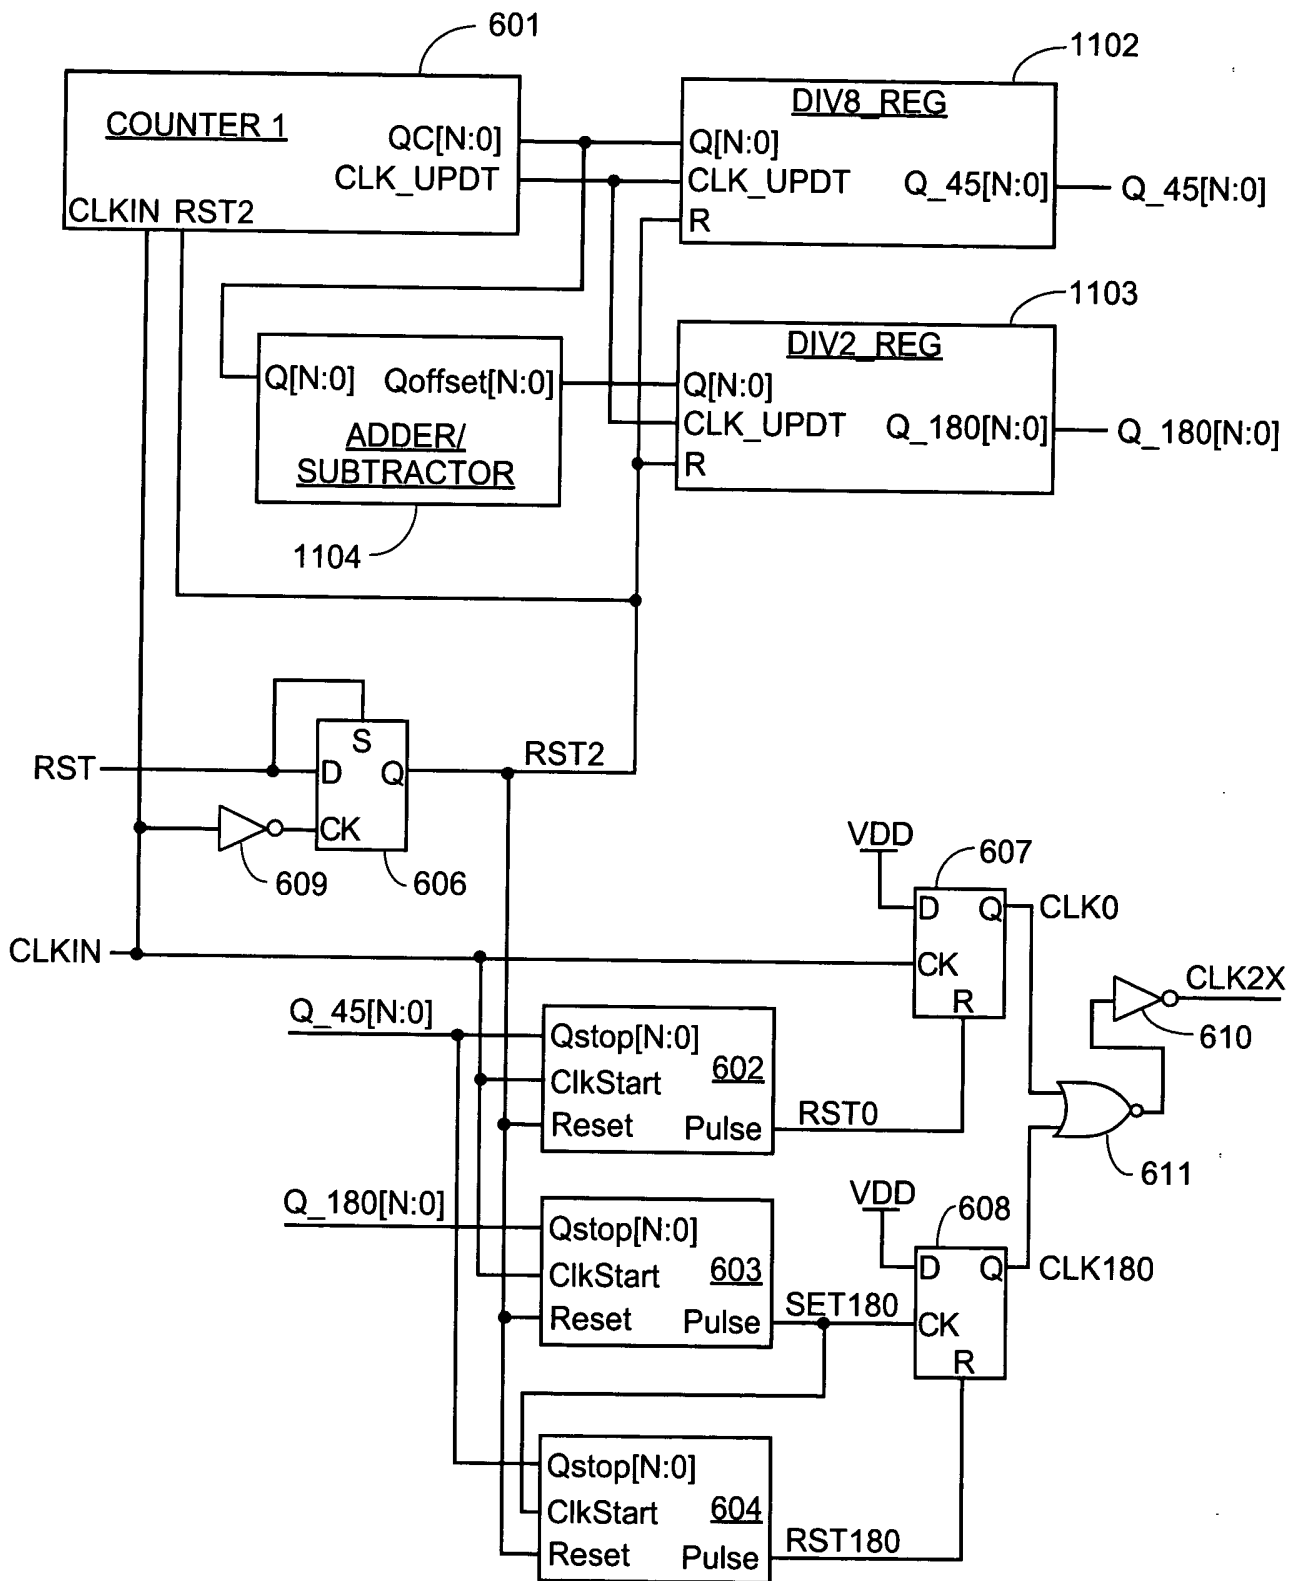 601
1102
COUNTER 1
QC[N:0]
CLK_UPDT
CLKIN RST2
DIV8_REG
Q[N:0]
CLK_UPDT
R
Q_45[N:0]
Q_45[N:0]
1103
DIV2_REG
Q[N:0]
CLK_UPDT
R
Q_180[N:0]
Q_180[N:0]
Q[N:0] Qoffset[N:0]
ADDER/
SUBTRACTOR
1104
RST
S
D Q
CK
RST2
609
606
VDD
607
D Q
CK
R
CLK0
CLKIN
CLK2X
610
611
Q_45[N:0]
Qstop[N:0]
ClkStart
Reset
602
Pulse
RST0
Q_180[N:0]
Qstop[N:0]
ClkStart
Reset
603
Pulse
SET180
VDD
608
D Q
CK
R
CLK180
Qstop[N:0]
ClkStart
Reset
604
Pulse
RST180